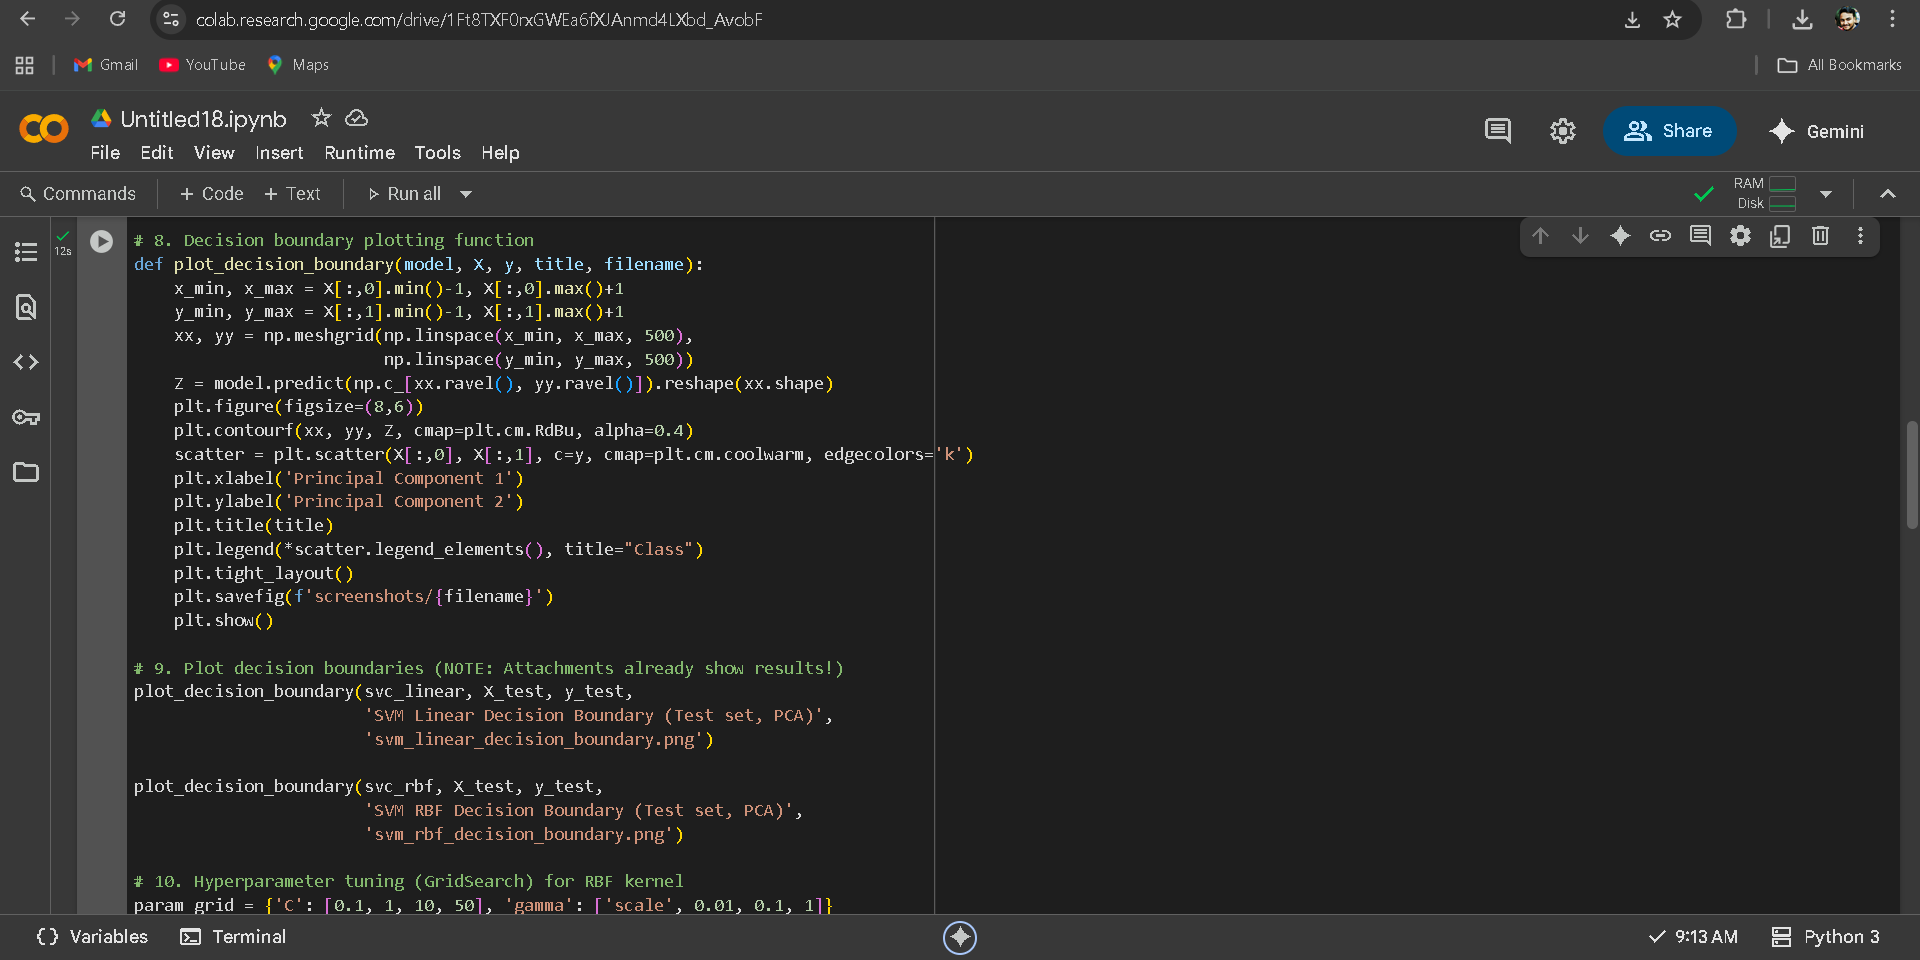 colab.research.google.com/drive/1Ft8TXF0rxGWEa6fXJAnmd4LXbd_AvobF
Gmail YouTube Maps All Bookmarks
Untitled18.ipynb
File Edit View Insert Runtime Tools Help
Share Gemini
Commands + Code + Text Run all
RAM
Disk
12s
# 8. Decision boundary plotting function
def plot_decision_boundary(model, X, y, title, filename):
    x_min, x_max = X[:,0].min()-1, X[:,0].max()+1
    y_min, y_max = X[:,1].min()-1, X[:,1].max()+1
    xx, yy = np.meshgrid(np.linspace(x_min, x_max, 500),
                         np.linspace(y_min, y_max, 500))
    Z = model.predict(np.c_[xx.ravel(), yy.ravel()]).reshape(xx.shape)
    plt.figure(figsize=(8,6))
    plt.contourf(xx, yy, Z, cmap=plt.cm.RdBu, alpha=0.4)
    scatter = plt.scatter(X[:,0], X[:,1], c=y, cmap=plt.cm.coolwarm, edgecolors='k')
    plt.xlabel('Principal Component 1')
    plt.ylabel('Principal Component 2')
    plt.title(title)
    plt.legend(*scatter.legend_elements(), title="Class")
    plt.tight_layout()
    plt.savefig(f'screenshots/{filename}')
    plt.show()
# 9. Plot decision boundaries (NOTE: Attachments already show results!)
plot_decision_boundary(svc_linear, X_test, y_test,
                       'SVM Linear Decision Boundary (Test set, PCA)',
                       'svm_linear_decision_boundary.png')
plot_decision_boundary(svc_rbf, X_test, y_test,
                       'SVM RBF Decision Boundary (Test set, PCA)',
                       'svm_rbf_decision_boundary.png')
# 10. Hyperparameter tuning (GridSearch) for RBF kernel
param_grid = {'C': [0.1, 1, 10, 50], 'gamma': ['scale', 0.01, 0.1, 1]}
Variables Terminal 9:13 AM Python 3